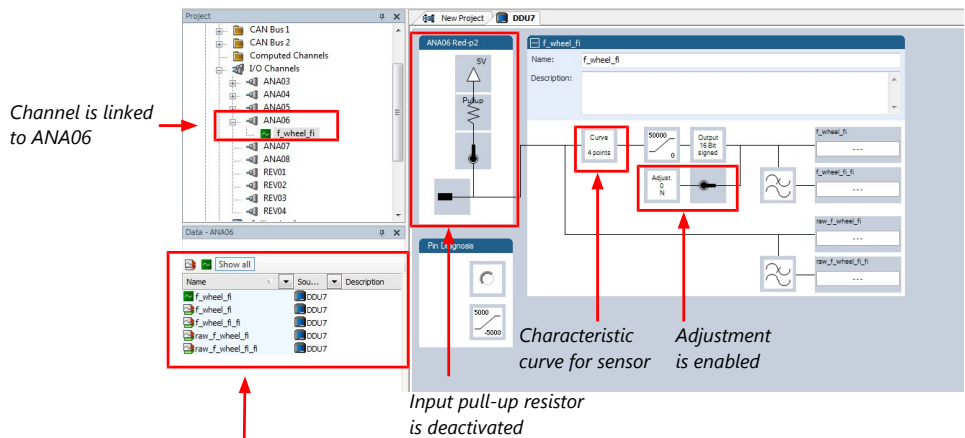 Project
CAN Bus 1
CAN Bus 2
Computed Channels
I/O Channels
ANA03
ANA04
ANA05
ANA06
f_wheel_fi
ANA07
ANA08
REV01
REV02
REV03
REV04
Channel is linked
to ANA06
Data - ANA06
Show all
Name Sou... Description
f_wheel_fi DDU7
f_wheel_fi DDU7
f_wheel_fi_fi DDU7
raw_f_wheel_fi DDU7
raw_f_wheel_fi_fi DDU7
New Project DDU7
ANA06 Red-p2
5V
Pullup
Pin Diagnosis
5000
-5000
f_wheel_fi
Name: f_wheel_fi
Description:
Curve
4 points
50000
0
Output
16 Bit
signed
Adjust.
0
N
f_wheel_fi
---
f_wheel_fi_fi
---
raw_f_wheel_fi
---
raw_f_wheel_fi_fi
---
Characteristic
curve for sensor
Adjustment
is enabled
Input pull-up resistor
is deactivated